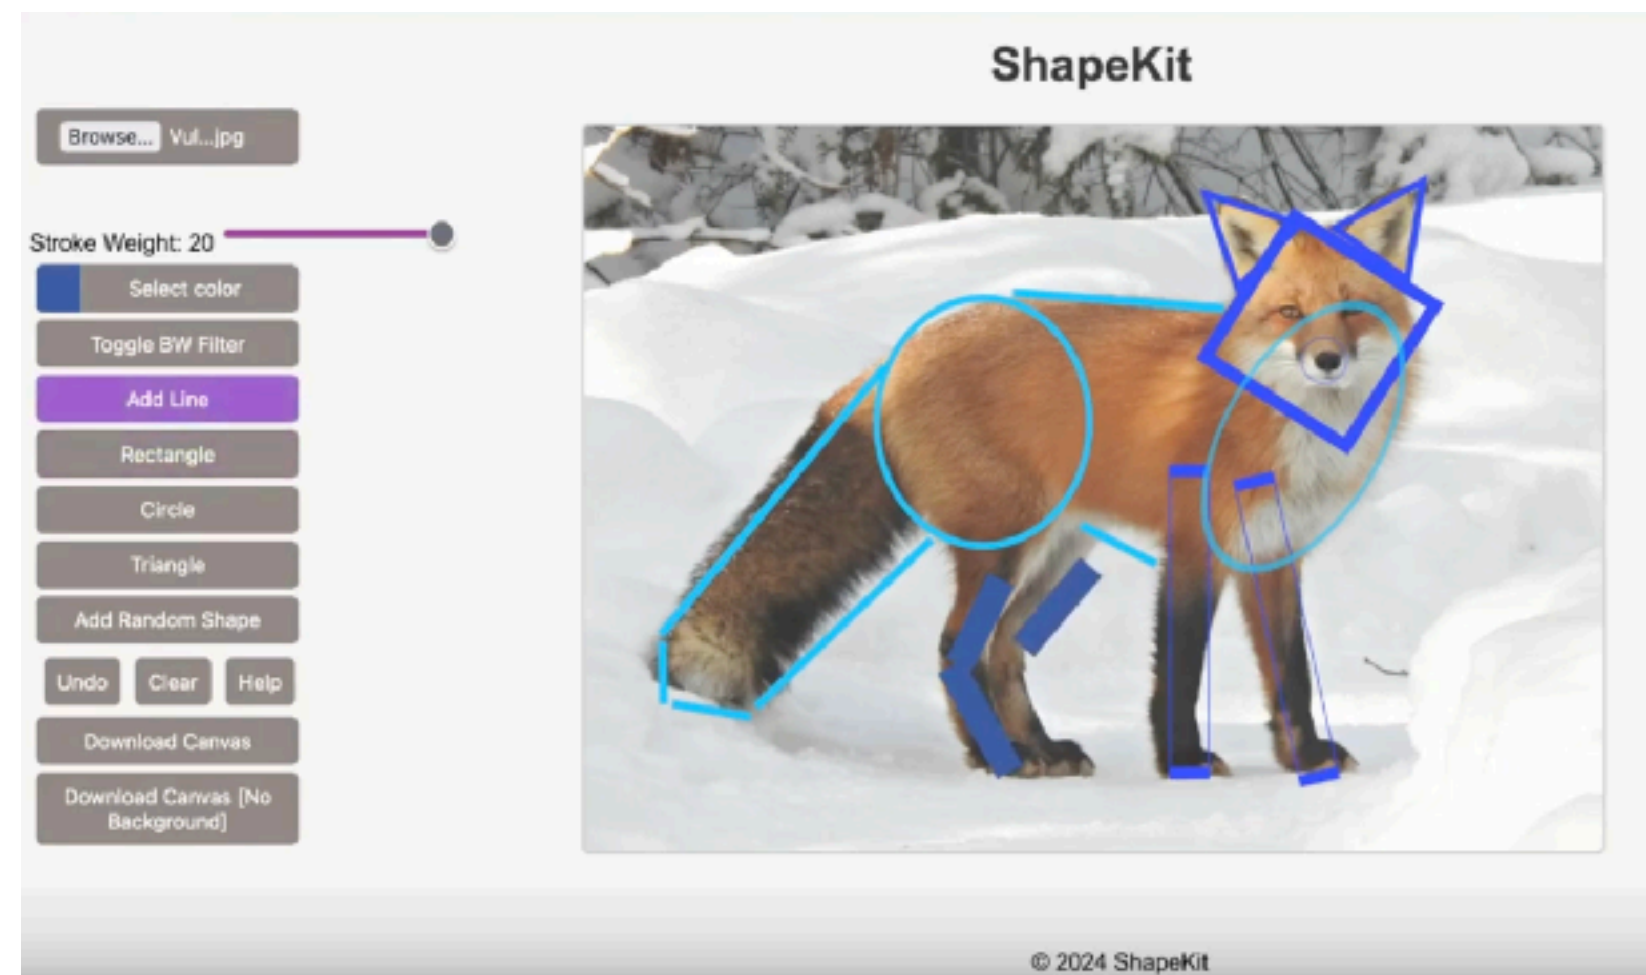 ShapeKit
Browse... Vul...jpg
Stroke Weight: 20
Select color
Toggle BW Filter
Add Line
Rectangle
Circle
Triangle
Add Random Shape
Undo Clear Help
Download Canvas
Download Canvas [No
Background]
© 2024 ShapeKit